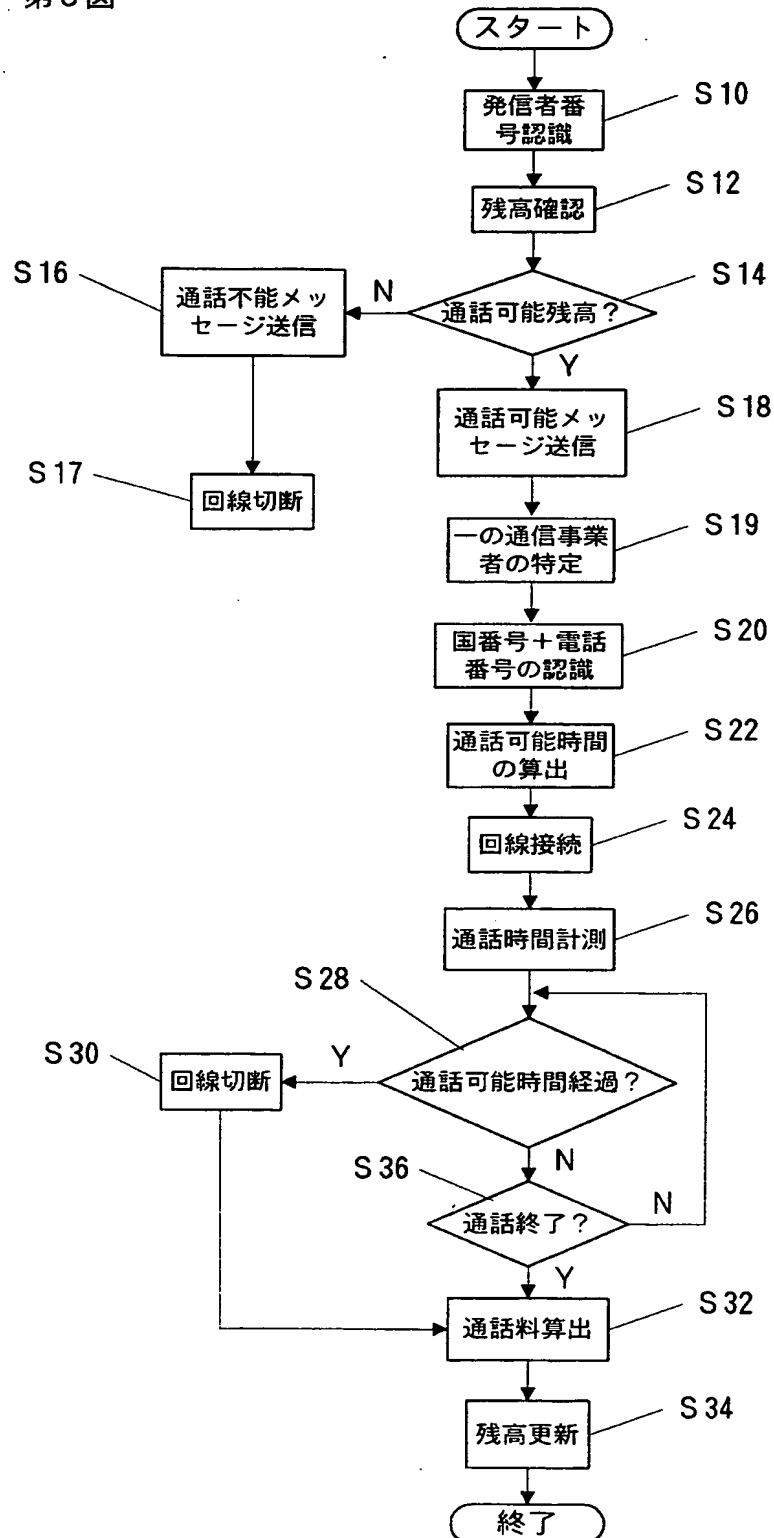 スタート
発信者番
号認識
S10
残高確認
S12
通話可能残高?
S14
N
Y
通話不能メッ
セージ送信
S16
回線切断
S17
通話可能メッ
セージ送信
S18
一の通信事業
者の特定
S19
国番号+電話
番号の認識
S20
通話可能時間
の算出
S22
回線接続
S24
通話時間計測
S26
通話可能時間経過?
S28
Y
N
回線切断
S30
通話終了?
S36
N
Y
通話料算出
S32
残高更新
S34
終了